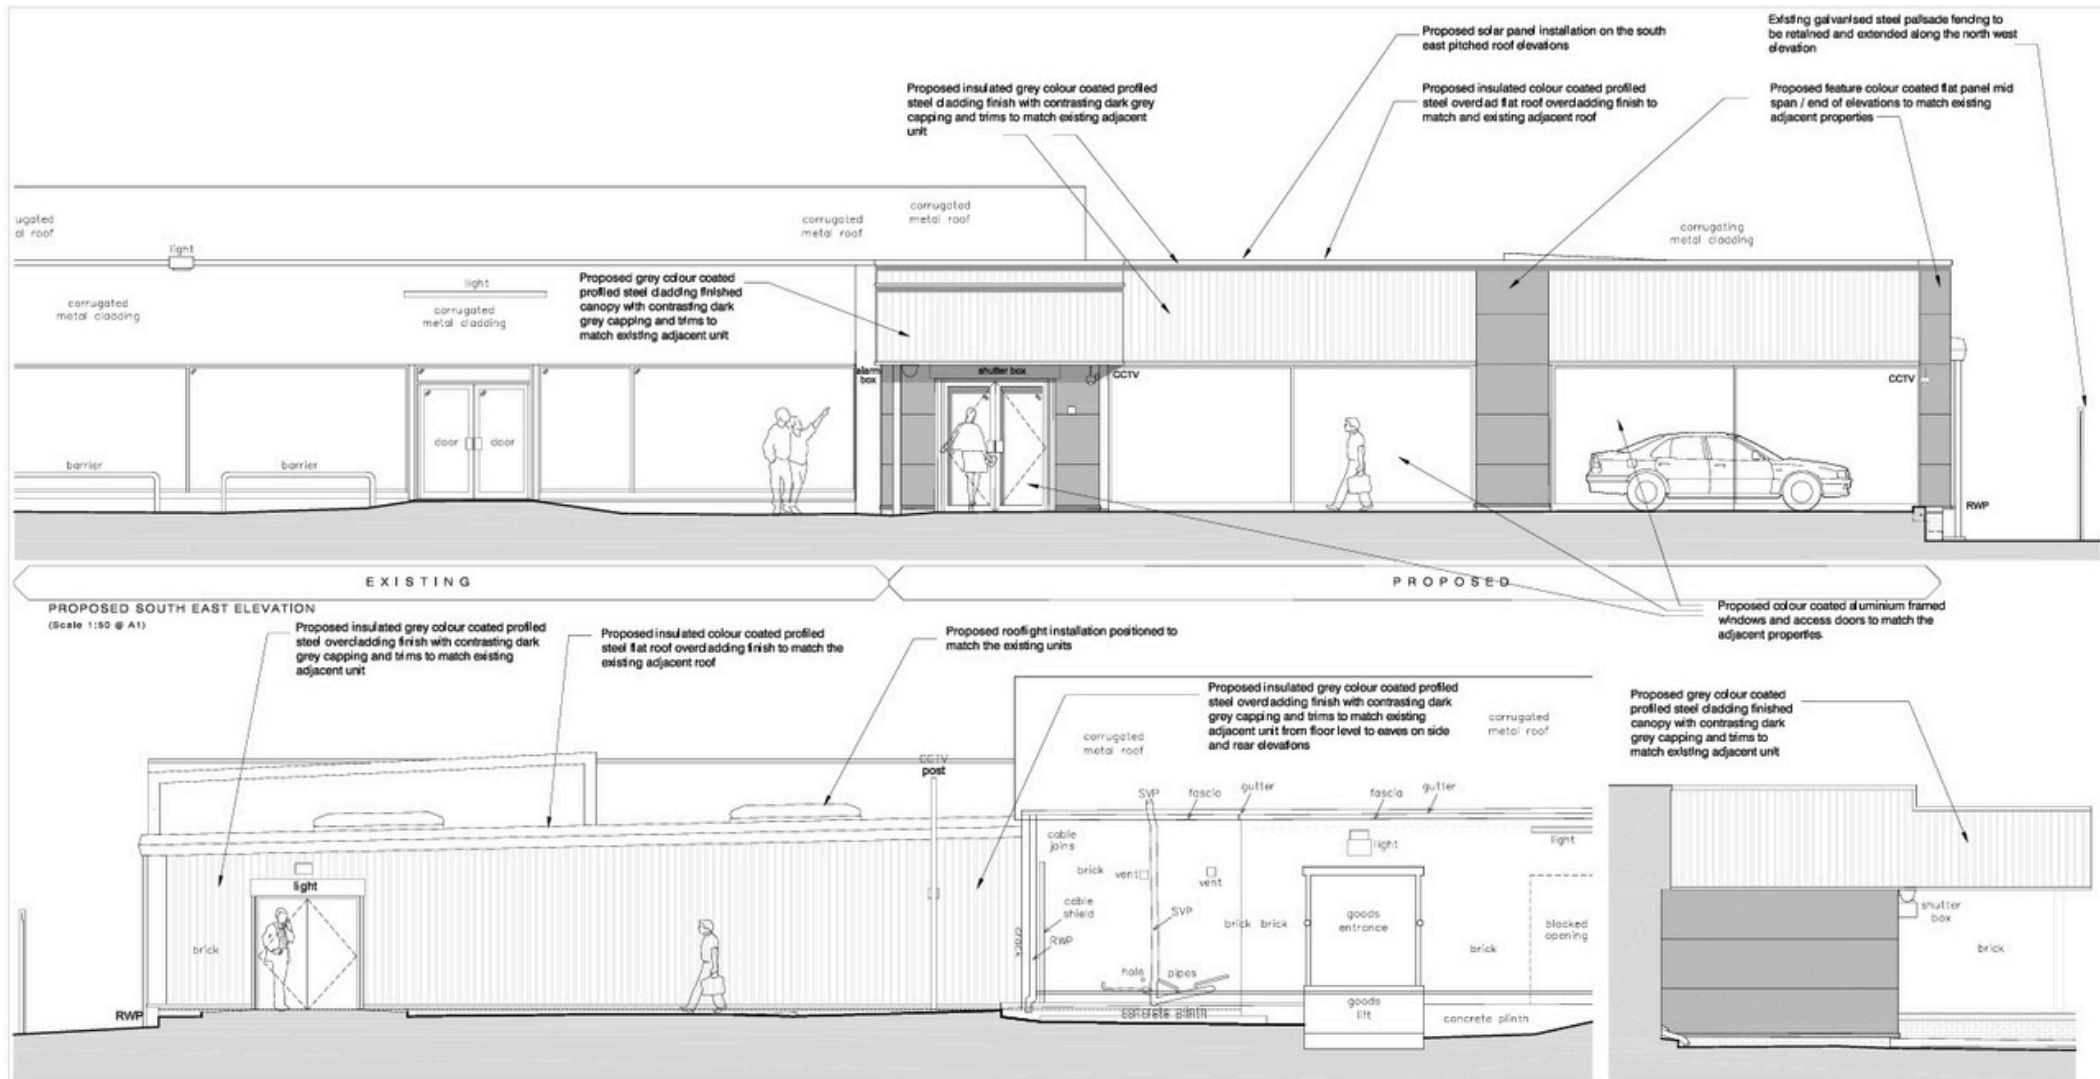 Proposed solar panel installation on the south
east pitched roof elevations
Existing galvanised steel palisade fencing to
be retained and extended along the north west
elevation
Proposed insulated grey colour coated profiled
steel cladding finish with contrasting dark grey
capping and trims to match existing adjacent
unit
Proposed insulated colour coated profiled
steel overclad flat roof overcladding finish to
match and existing adjacent roof
Proposed feature colour coated flat panel mid
span / end of elevations to match existing
adjacent properties
ugated
al roof
light
corrugated
metal roof
corrugated
metal roof
corrugating
metal cladding
corrugated
metal cladding
light
corrugated
metal cladding
Proposed grey colour coated
profiled steel cladding finished
canopy with contrasting dark
grey capping and trims to
match existing adjacent unit
alarm
box
shutter box
CCTV
CCTV
door
door
barrier
barrier
RWP
EXISTING
PROPOSED
PROPOSED SOUTH EAST ELEVATION
(Scale 1:50 @ A1)
Proposed colour coated aluminium framed
windows and access doors to match the
adjacent properties.
Proposed insulated grey colour coated profiled
steel overcladding finish with contrasting dark
grey capping and trims to match existing
adjacent unit
Proposed insulated colour coated profiled
steel flat roof overcladding finish to match the
existing adjacent roof
Proposed rooflight installation positioned to
match the existing units
Proposed insulated grey colour coated profiled
steel overcladding finish with contrasting dark
grey capping and trims to match existing
adjacent unit from floor level to eaves on side
and rear elevations
Proposed grey colour coated
profiled steel cladding finished
canopy with contrasting dark
grey capping and trims to
match existing adjacent unit
corrugated
metal roof
corrugated
metal roof
CCTV
post
SVP
fascia
gutter
fascia
gutter
cable
joins
brick
vent
vent
light
light
light
cable
shield
SVP
RWP
crack
brick
brick
brick
goods
entrance
brick
blocked
opening
shutter
box
brick
hole
pipes
goods
lift
RWP
concrete plinth
concrete plinth